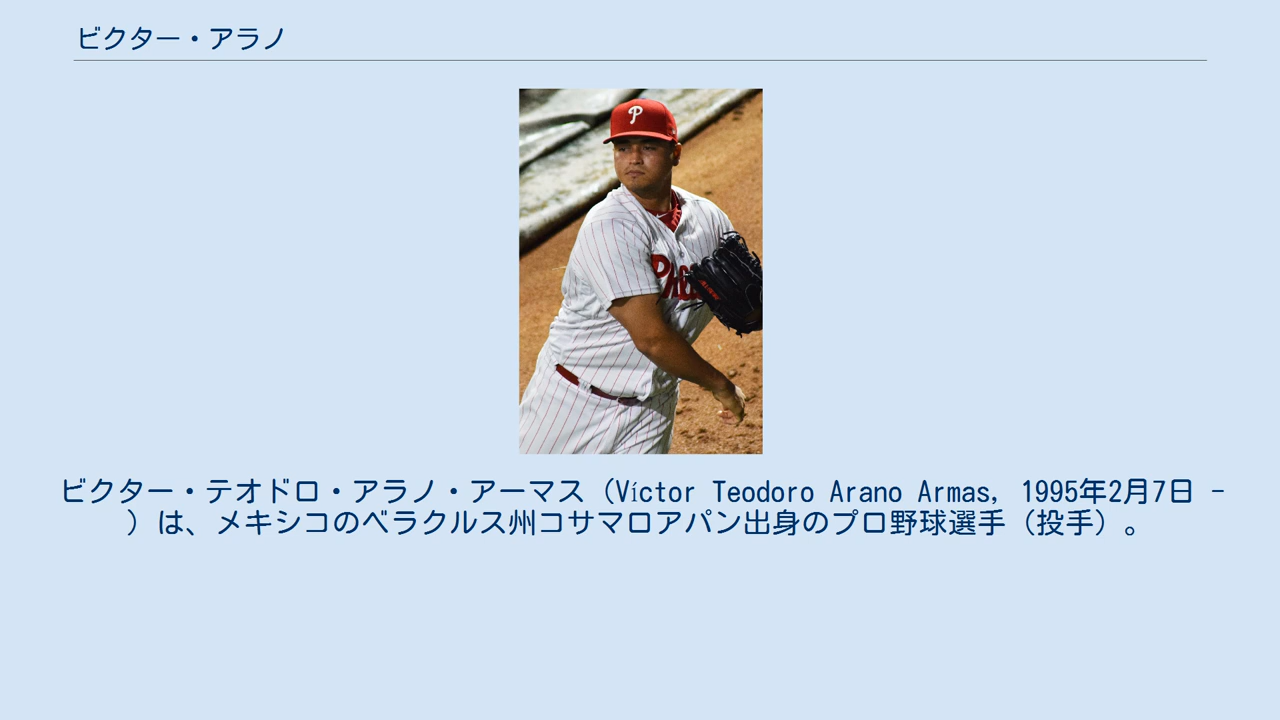 ビクター・アラノ
P
Phil
ビクター・テオドロ・アラノ・アーマス（Víctor Teodoro Arano Armas, 1995年2月7日 -
）は、メキシコのベラクルス州コサマロアパン出身のプロ野球選手（投手）。